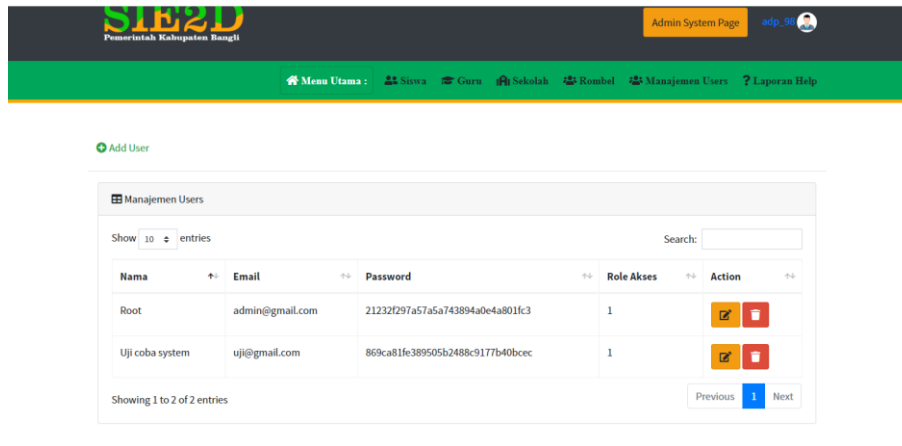 SIE2D
Pemerintah Kabupaten Bangli
Admin System Page adp_98
Menu Utama : Siswa Guru Sekolah Rombel Manajemen Users ? Laporan Help
Add User
Manajemen Users
Show 10 entries Search:
Nama Email Password Role Akses Action
Root admin@gmail.com 21232f297a57a5a743894a0e4a801fc3 1
Uji coba system uji@gmail.com 869ca81fe389505b2488c9177b40bcec 1
Showing 1 to 2 of 2 entries Previous 1 Next